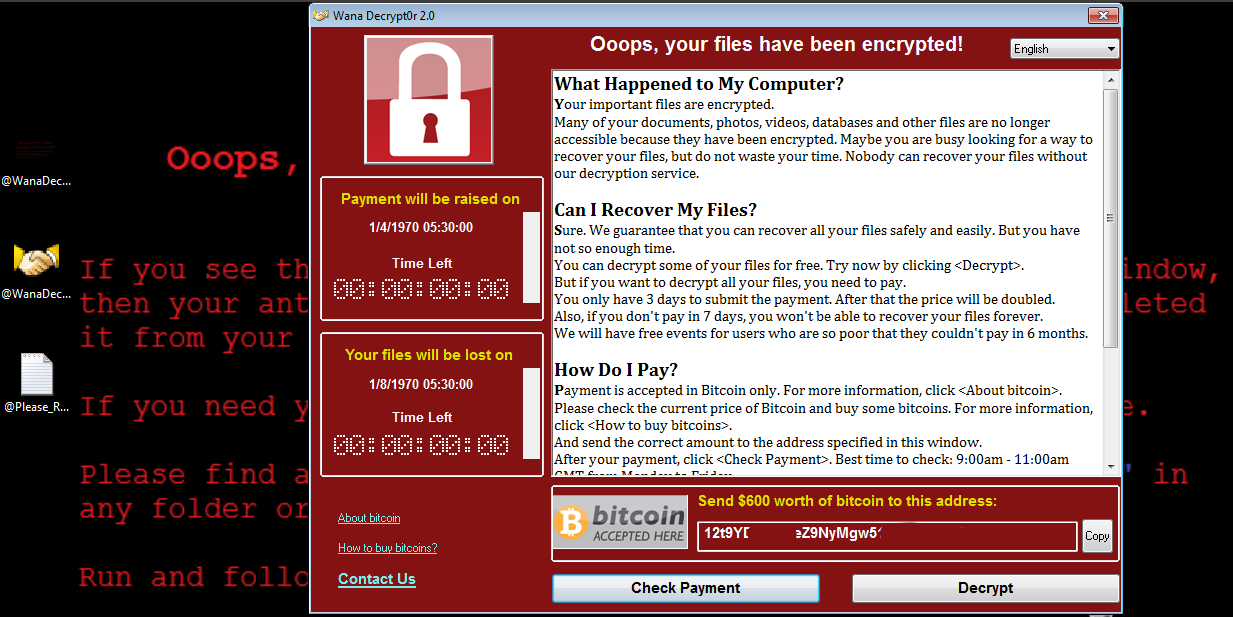 Wana Decrypt0r 2.0
Ooops, your files have been encrypted!
English
What Happened to My Computer?
Your important files are encrypted.
Many of your documents, photos, videos, databases and other files are no longer
accessible because they have been encrypted. Maybe you are busy looking for a way to
recover your files, but do not waste your time. Nobody can recover your files without
our decryption service.
Can I Recover My Files?
Sure. We guarantee that you can recover all your files safely and easily. But you have
not so enough time.
You can decrypt some of your files for free. Try now by clicking <Decrypt>.
But if you want to decrypt all your files, you need to pay.
You only have 3 days to submit the payment. After that the price will be doubled.
Also, if you don't pay in 7 days, you won't be able to recover your files forever.
We will have free events for users who are so poor that they couldn't pay in 6 months.
How Do I Pay?
Payment is accepted in Bitcoin only. For more information, click <About bitcoin>.
Please check the current price of Bitcoin and buy some bitcoins. For more information,
click <How to buy bitcoins>.
And send the correct amount to the address specified in this window.
After your payment, click <Check Payment>. Best time to check: 9:00am - 11:00am
GMT from Monday to Friday.
Payment will be raised on
1/4/1970 05:30:00
Time Left
00:00:00:00
Your files will be lost on
1/8/1970 05:30:00
Time Left
00:00:00:00
About bitcoin
How to buy bitcoins?
Contact Us
bitcoin
ACCEPTED HERE
Send $600 worth of bitcoin to this address:
12t9Y eZ9NyMgw5
Copy
Check Payment
Decrypt
@WanaDec...
@WanaDec...
@Please_R...
Ooops,
If you see
window,
then your
it from your
If you need
Please find
in
any folder or
Run and